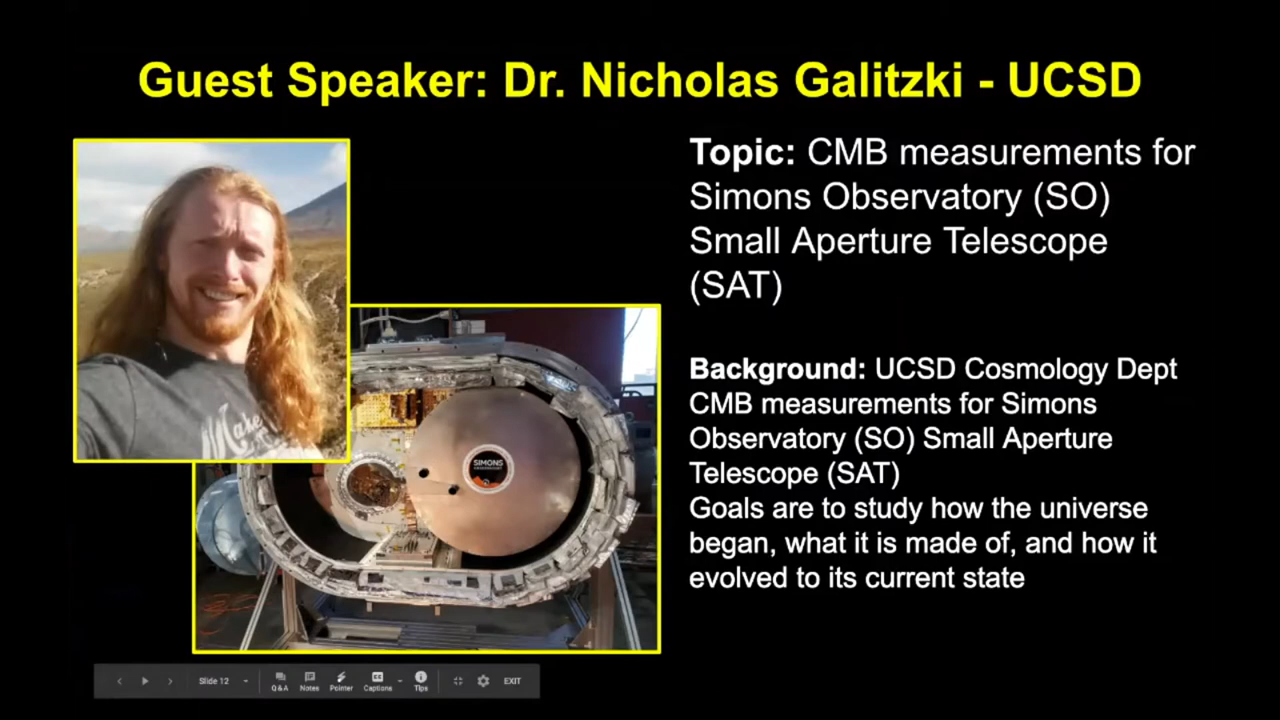 Guest Speaker: Dr. Nicholas Galitzki - UCSD
Topic: CMB measurements for
Simons Observatory (SO)
Small Aperture Telescope
(SAT)
Background: UCSD Cosmology Dept
CMB measurements for Simons
Observatory (SO) Small Aperture
Telescope (SAT)
Goals are to study how the universe
began, what it is made of, and how it
evolved to its current state
Make
SIMONS
Slide 12
Q&A
Notes
Pointer
Captions
Tips
EXIT